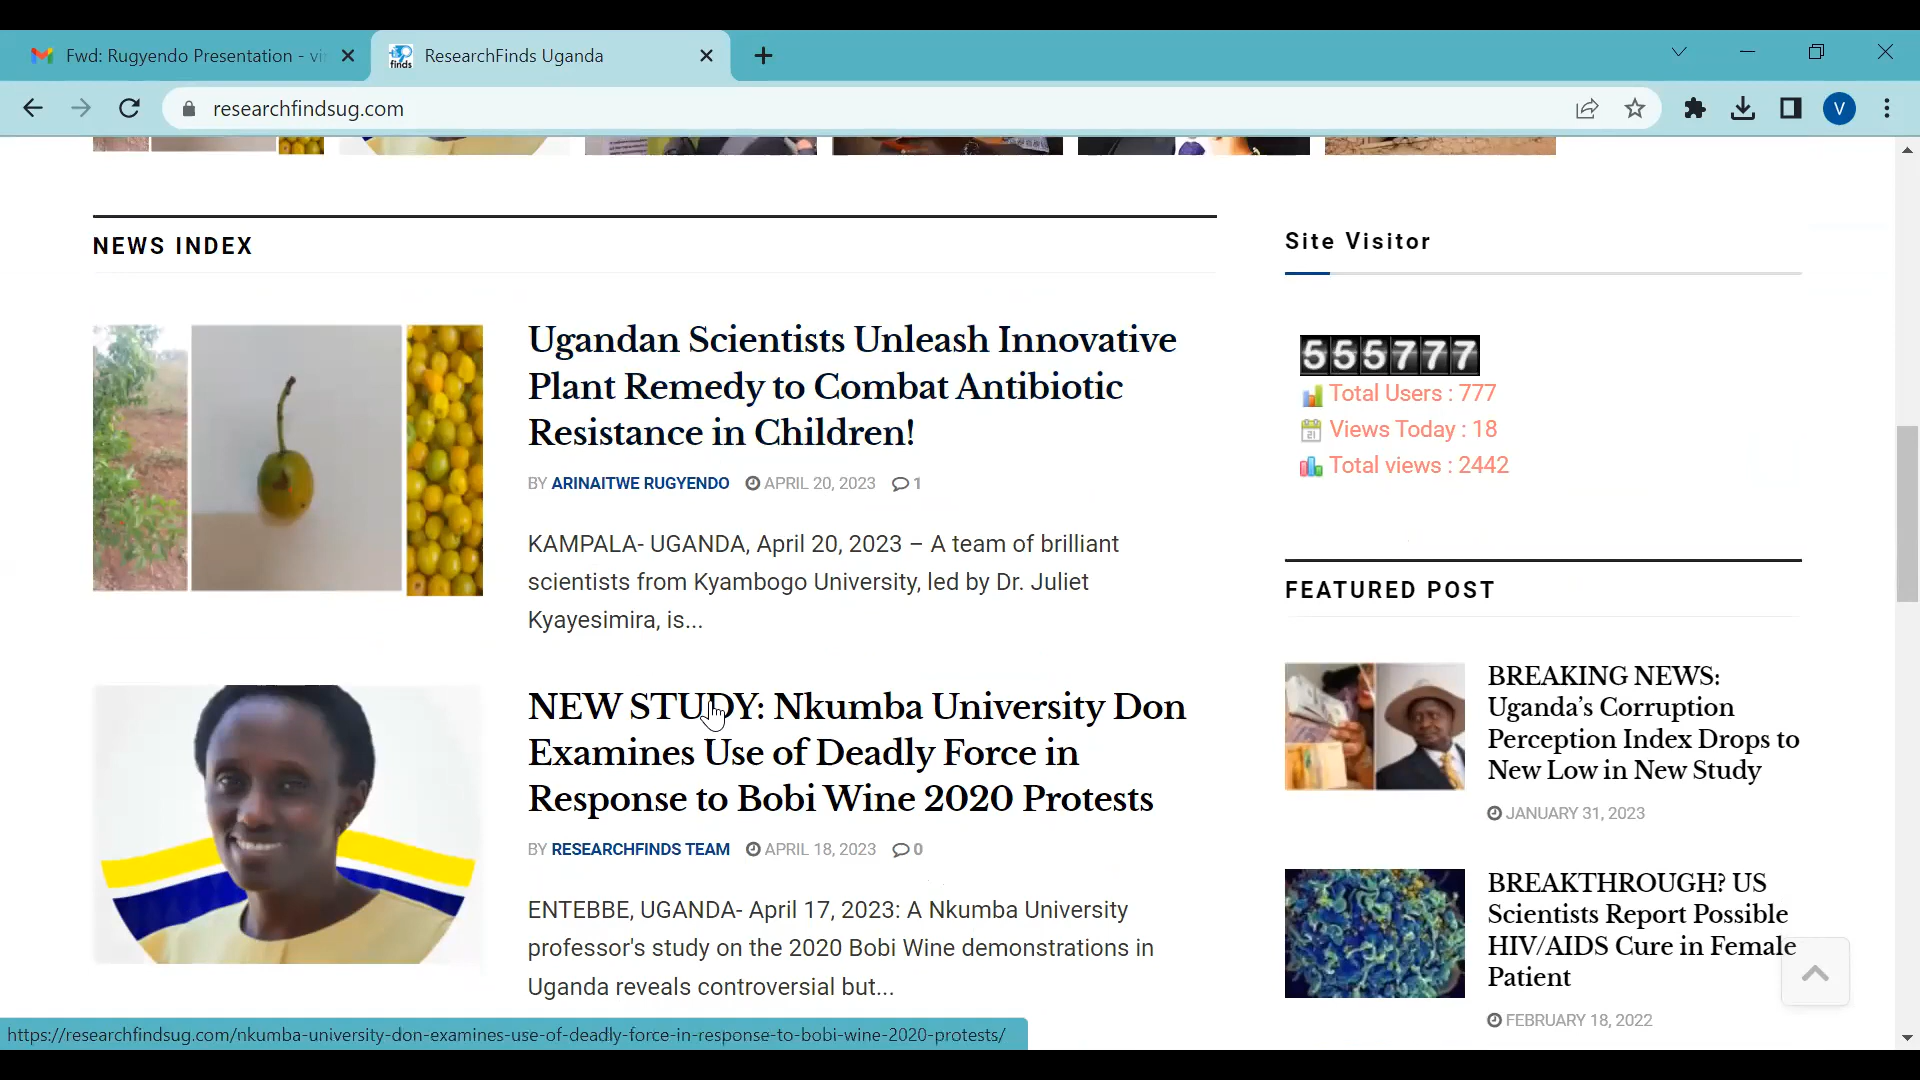 Fwd: Rugyendo Presentation - vi
ResearchFinds Uganda
researchfindsug.com
V
NEWS INDEX
Ugandan Scientists Unleash Innovative
Plant Remedy to Combat Antibiotic
Resistance in Children!
BY ARINAITWE RUGYENDO APRIL 20, 2023 1
KAMPALA- UGANDA, April 20, 2023 – A team of brilliant
scientists from Kyambogo University, led by Dr. Juliet
Kyayesimira, is...
NEW STUDY: Nkumba University Don
Examines Use of Deadly Force in
Response to Bobi Wine 2020 Protests
BY RESEARCHFINDS TEAM APRIL 18, 2023 0
ENTEBBE, UGANDA- April 17, 2023: A Nkumba University
professor's study on the 2020 Bobi Wine demonstrations in
Uganda reveals controversial but...
Site Visitor
555777
Total Users : 777
Views Today : 18
Total views : 2442
FEATURED POST
BREAKING NEWS:
Uganda’s Corruption
Perception Index Drops to
New Low in New Study
JANUARY 31, 2023
BREAKTHROUGH? US
Scientists Report Possible
HIV/AIDS Cure in Female
Patient
FEBRUARY 18, 2022
https://researchfindsug.com/nkumba-university-don-examines-use-of-deadly-force-in-response-to-bobi-wine-2020-protests/